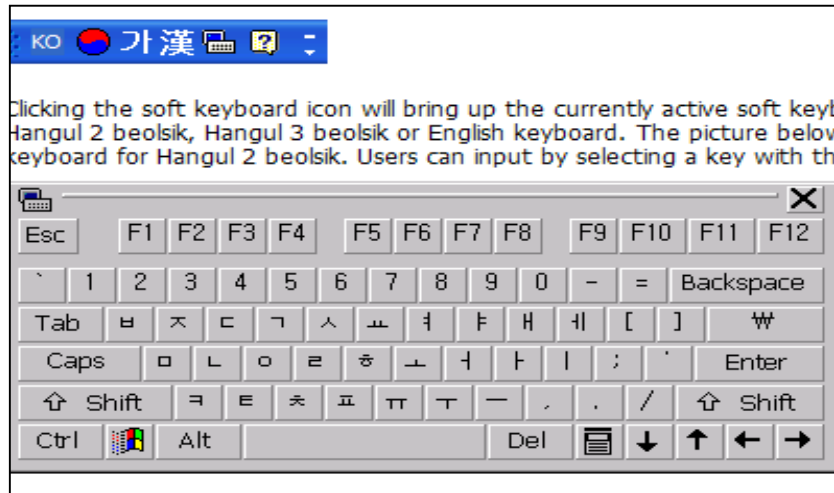 KO 가 漢 ?
Clicking the soft keyboard icon will bring up the currently active soft keyb
Hangul 2 beolsik, Hangul 3 beolsik or English keyboard. The picture below
keyboard for Hangul 2 beolsik. Users can input by selecting a key with th
Esc F1 F2 F3 F4 F5 F6 F7 F8 F9 F10 F11 F12
` 1 2 3 4 5 6 7 8 9 0 - = Backspace
Tab ㅂ ㅈ ㄷ ㄱ ㅅ ㅛ ㅕ ㅑ ㅐ ㅔ [ ] ₩
Caps ㅁ ㄴ ㅇ ㄹ ㅎ ㅗ ㅓ ㅏ ㅣ ; ' Enter
Shift ㅋ ㅌ ㅊ ㅍ ㅠ ㅜ ㅡ , . / Shift
Ctrl Alt Del